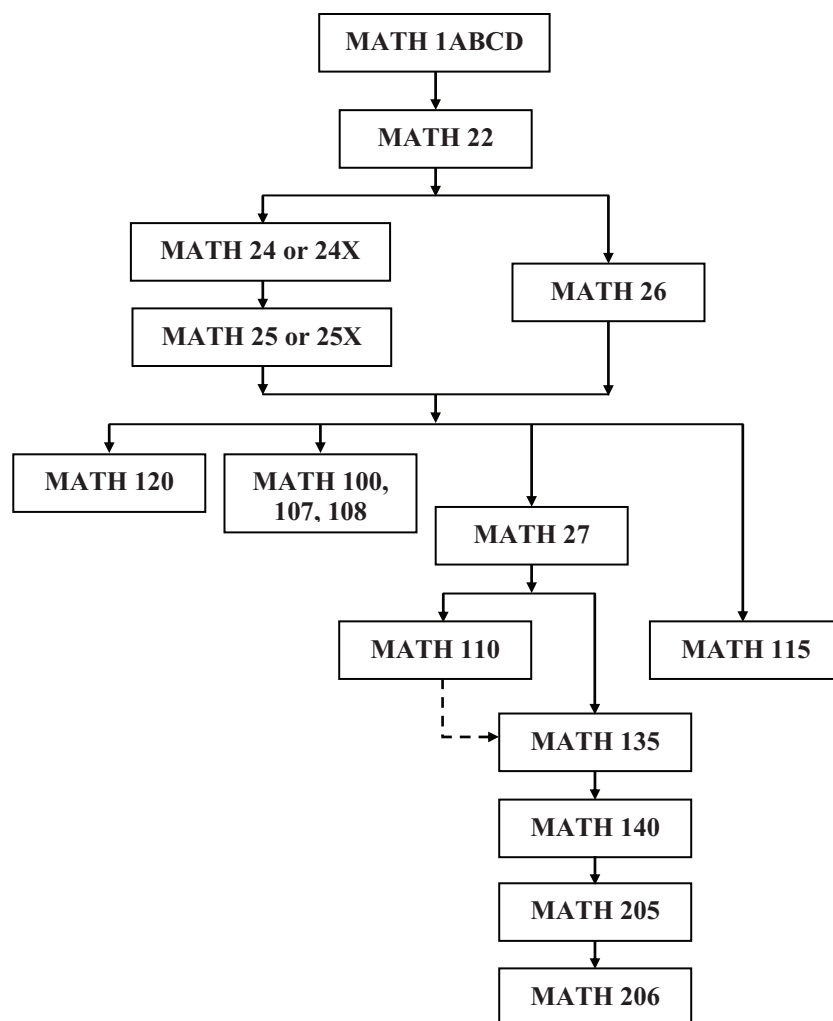 MATH 1ABCD
MATH 22
MATH 24 or 24X
MATH 26
MATH 25 or 25X
MATH 120
MATH 100,
107, 108
MATH 27
MATH 110
MATH 115
MATH 135
MATH 140
MATH 205
MATH 206